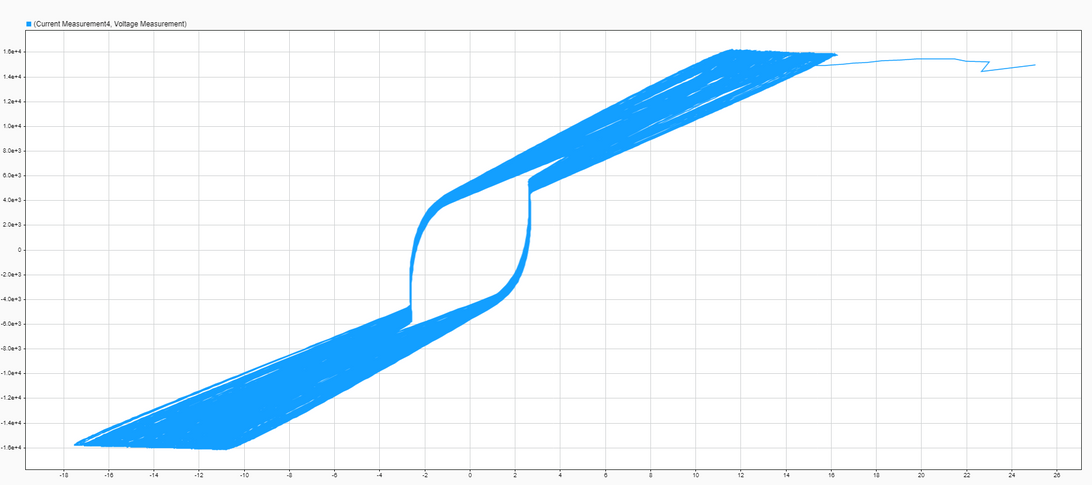 (Current Measurement4, Voltage Measurement)
1.6e+4
1.4e+4
1.2e+4
1.0e+4
8.0e+3
6.0e+3
4.0e+3
2.0e+3
0
-2.0e+3
-4.0e+3
-6.0e+3
-8.0e+3
-1.0e+4
-1.2e+4
-1.4e+4
-1.6e+4
-18 -16 -14 -12 -10 -8 -6 -4 -2 0 2 4 6 8 10 12 14 16 18 20 22 24 26